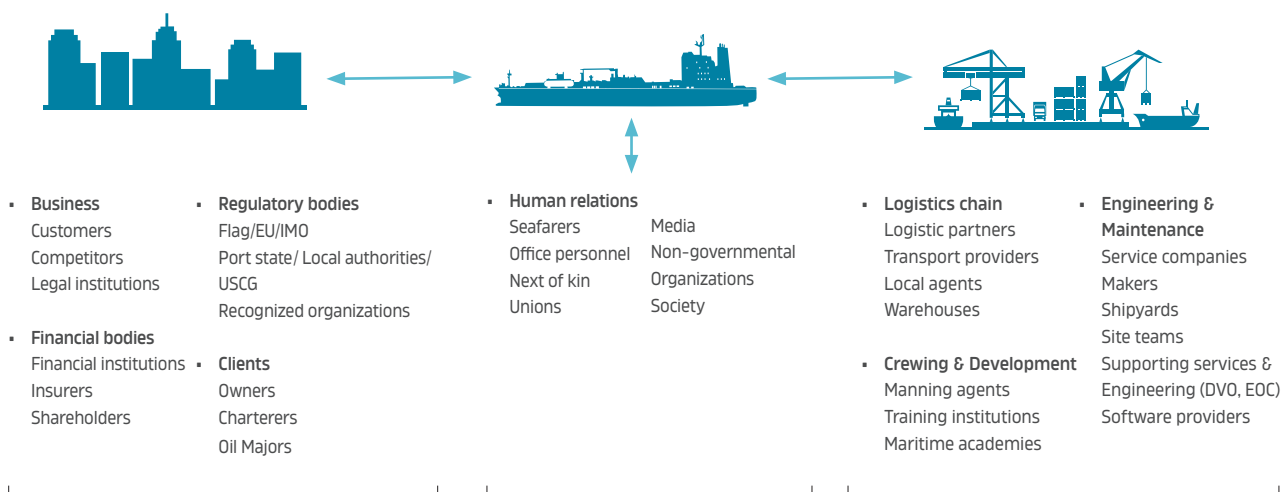 ▪ Business
Customers
Competitors
Legal institutions
▪ Financial bodies
Financial institutions
Insurers
Shareholders
▪ Regulatory bodies
Flag/EU/IMO
Port state/ Local authorities/
USCG
Recognized organizations
▪ Clients
Owners
Charterers
Oil Majors
▪ Human relations
Seafarers
Office personnel
Next of kin
Unions
Media
Non-governmental
Organizations
Society
▪ Logistics chain
Logistic partners
Transport providers
Local agents
Warehouses
▪ Crewing & Development
Manning agents
Training institutions
Maritime academies
▪ Engineering &
Maintenance
Service companies
Makers
Shipyards
Site teams
Supporting services &
Engineering (DVO, EOC)
Software providers